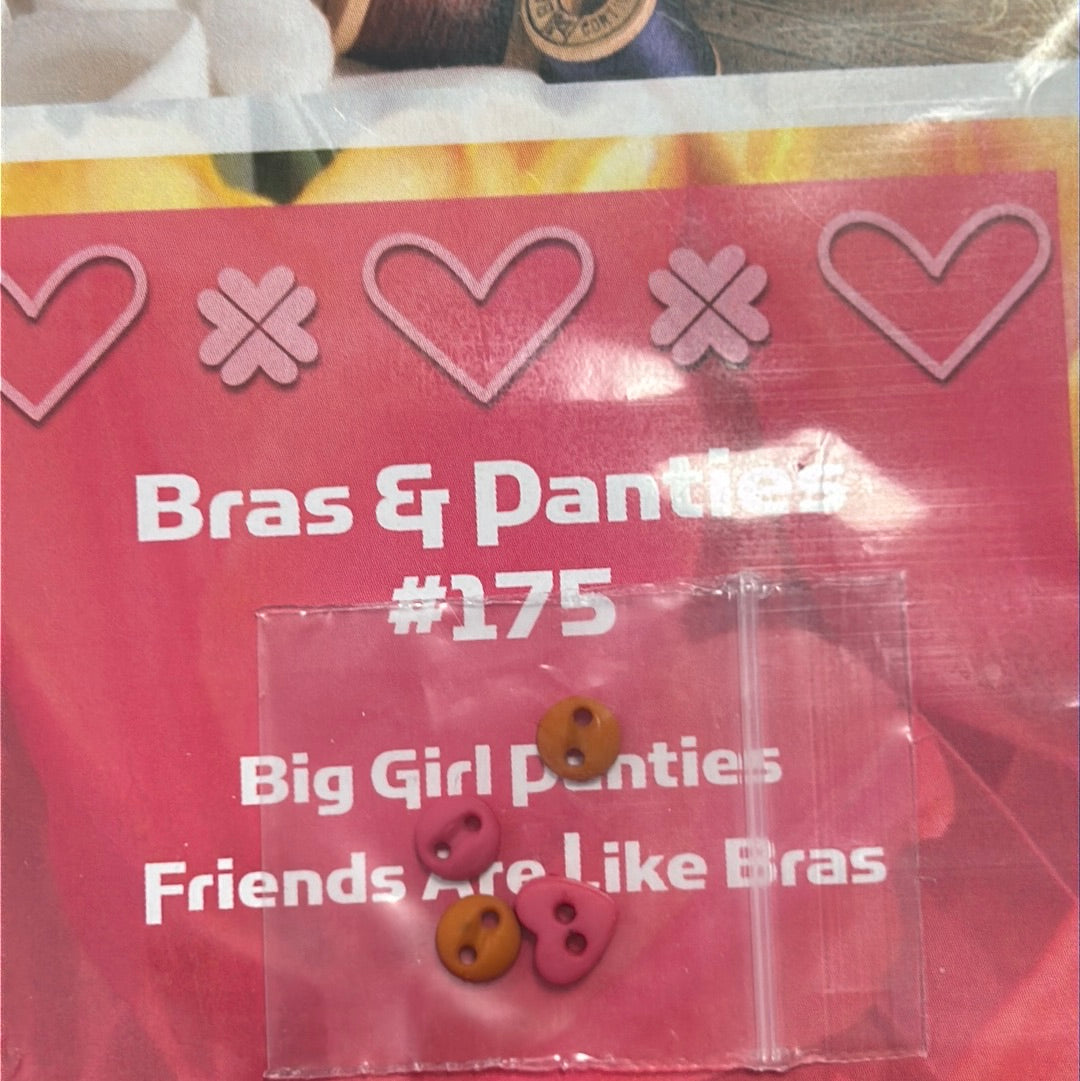 Bras & Panties
#175
Big Girl Panties
Friends Are Like Bras